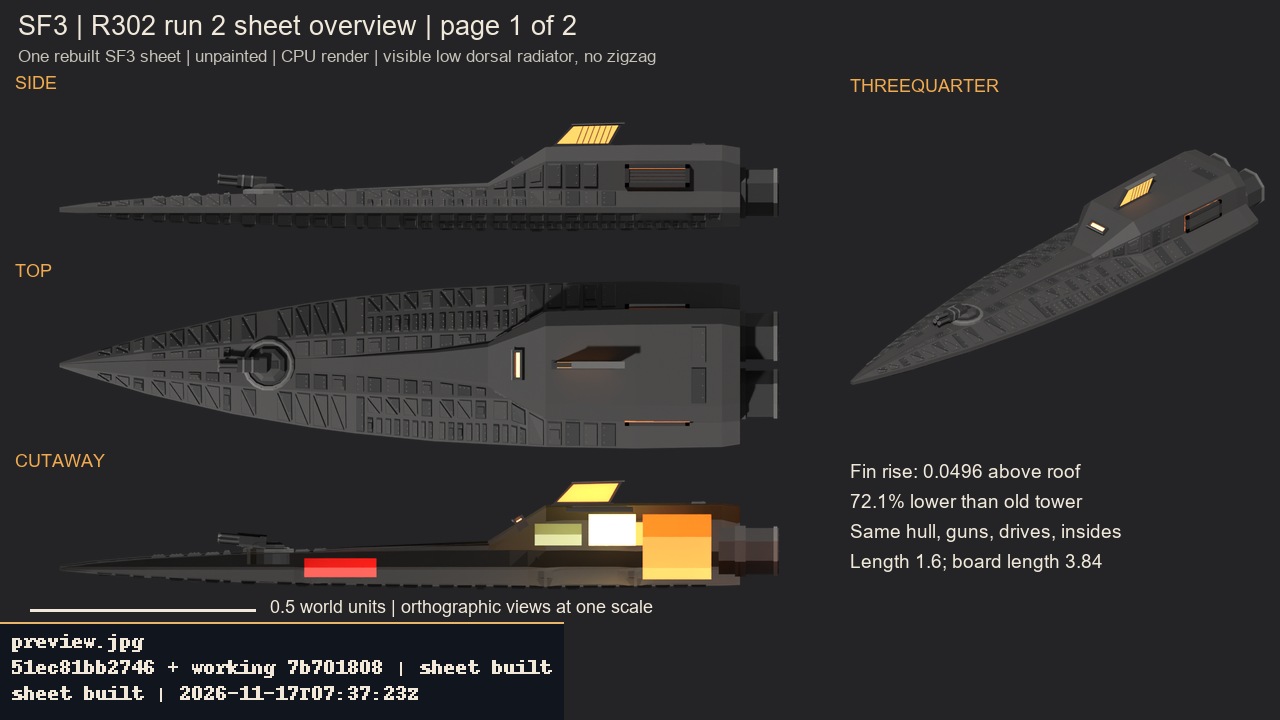 SF3 | R302 run 2 sheet overview | page 1 of 2
One rebuilt SF3 sheet | unpainted | CPU render | visible low dorsal radiator, no zigzag
SIDE
THREEQUARTER
TOP
CUTAWAY
Fin rise: 0.0496 above roof
72.1% lower than old tower
Same hull, guns, drives, insides
Length 1.6; board length 3.84
0.5 world units | orthographic views at one scale
preview.jpg
51ec81bb2746 + working 7b701808 | sheet built
sheet built | 2026-11-17T07:37:23Z